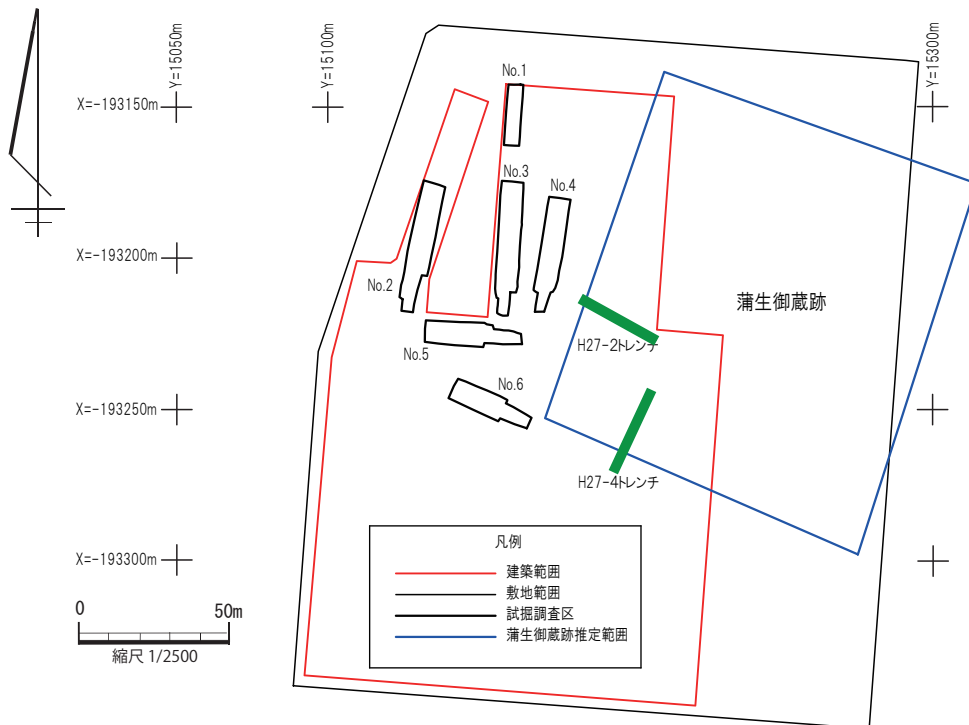 Y=15050m
Y=15100m
Y=15300m
X=-193150m
X=-193200m
X=-193250m
X=-193300m
No.1
No.3
No.4
No.2
No.5
No.6
蒲生御蔵跡
H27-2トレンチ
H27-4トレンチ
凡例
建築範囲
敷地範囲
試掘調査区
蒲生御蔵跡推定範囲
0 50m
縮尺 1/2500